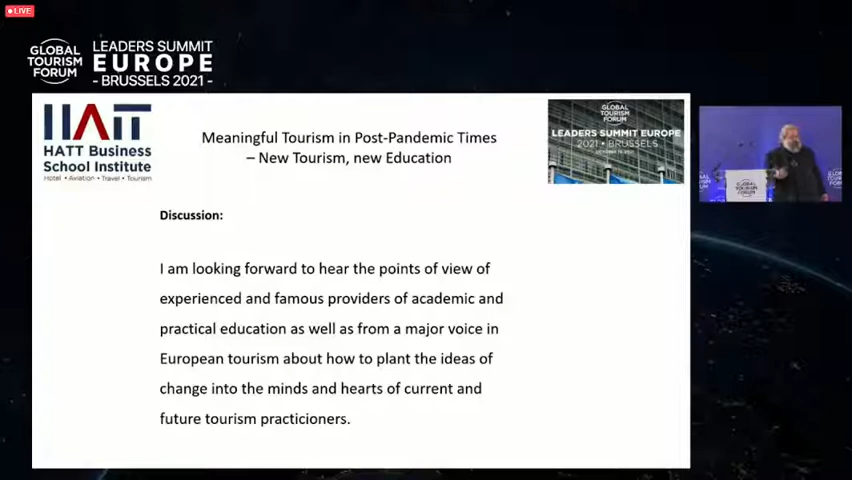 LIVE
GLOBAL
TOURISM
FORUM
LEADERS SUMMIT
EUROPE
- BRUSSELS 2021 -
HATT
HATT Business
School Institute
Hotel • Aviation • Travel • Tourism
Meaningful Tourism in Post-Pandemic Times
– New Tourism, new Education
GLOBAL
TOURISM
FORUM
LEADERS SUMMIT EUROPE
2021 • BRUSSELS
Discussion:
I am looking forward to hear the points of view of
experienced and famous providers of academic and
practical education as well as from a major voice in
European tourism about how to plant the ideas of
change into the minds and hearts of current and
future tourism practicioners.